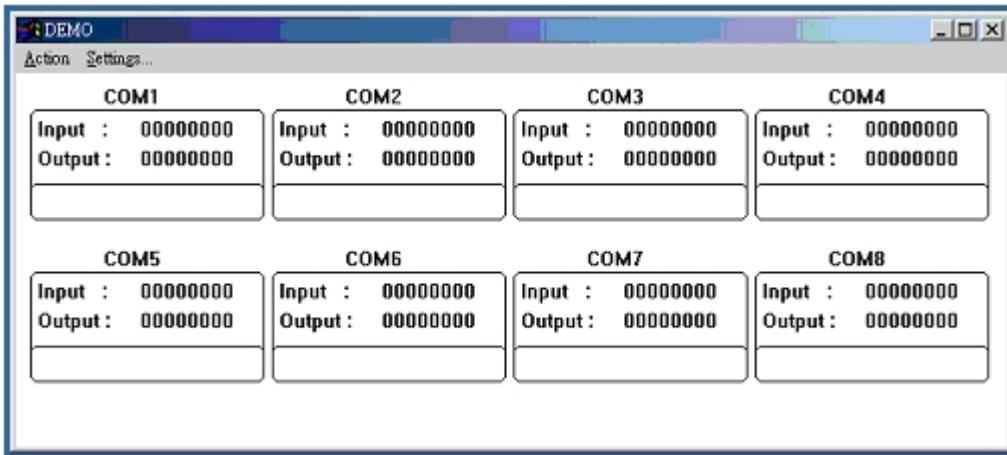 DEMO
Action Settings...
COM1 COM2 COM3 COM4
Input : 00000000 Input : 00000000 Input : 00000000 Input : 00000000
Output : 00000000 Output : 00000000 Output : 00000000 Output : 00000000
COM5 COM6 COM7 COM8
Input : 00000000 Input : 00000000 Input : 00000000 Input : 00000000
Output : 00000000 Output : 00000000 Output : 00000000 Output : 00000000